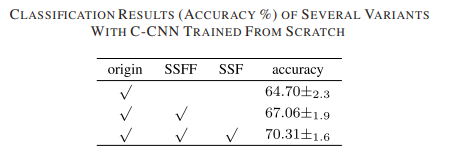 CLASSIFICATION RESULTS (ACCURACY %) OF SEVERAL VARIANTS
WITH C-CNN TRAINED FROM SCRATCH
origin SSFF SSF accuracy
√ 64.70±2.3
√ √ 67.06±1.9
√ √ √ 70.31±1.6